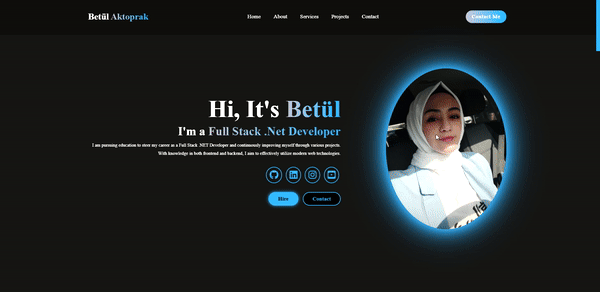 Betül Aktoprak
Home About Services Projects Contact
Contact Me
Hi, It's Betül
I'm a Full Stack .Net Developer
I am pursuing education to steer my career as a Full Stack .NET Developer and continuously improving myself through various projects.
With knowledge in both frontend and backend, I aim to effectively utilize modern web technologies.
Hire Contact